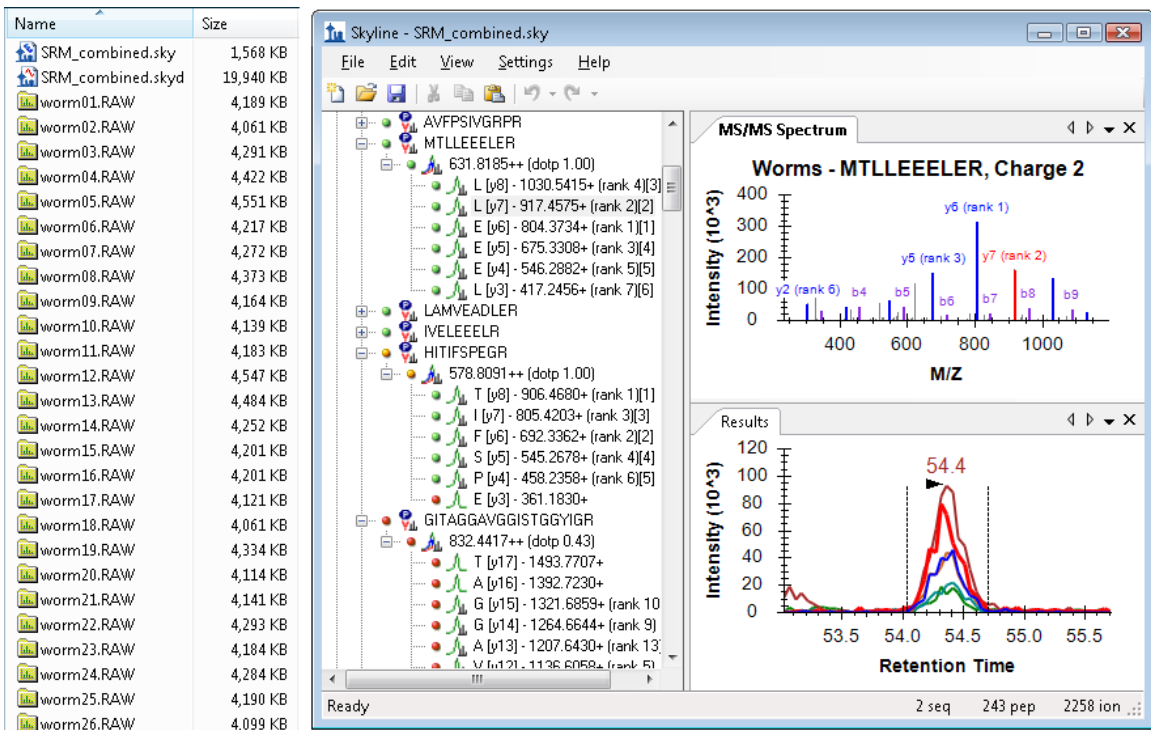 Name Size
SRM_combined.sky 1,568 KB
SRM_combined.skyd 19,940 KB
worm01.RAW 4,189 KB
worm02.RAW 4,061 KB
worm03.RAW 4,291 KB
worm04.RAW 4,422 KB
worm05.RAW 4,551 KB
worm06.RAW 4,217 KB
worm07.RAW 4,272 KB
worm08.RAW 4,373 KB
worm09.RAW 4,164 KB
worm10.RAW 4,139 KB
worm11.RAW 4,183 KB
worm12.RAW 4,547 KB
worm13.RAW 4,484 KB
worm14.RAW 4,252 KB
worm15.RAW 4,201 KB
worm16.RAW 4,201 KB
worm17.RAW 4,121 KB
worm18.RAW 4,061 KB
worm19.RAW 4,334 KB
worm20.RAW 4,114 KB
worm21.RAW 4,141 KB
worm22.RAW 4,293 KB
worm23.RAW 4,184 KB
worm24.RAW 4,284 KB
worm25.RAW 4,190 KB
worm26.RAW 4,099 KB
Skyline - SRM_combined.sky
File Edit View Settings Help
AVFPSIVGRPR
MTLLEEELER
631.8185++ (dotp 1.00)
L [y8] - 1030.5415+ (rank 4)[3]
L [y7] - 917.4575+ (rank 2)[2]
E [y6] - 804.3734+ (rank 1)[1]
E [y5] - 675.3308+ (rank 3)[4]
E [y4] - 546.2882+ (rank 5)[5]
L [y3] - 417.2456+ (rank 7)[6]
LAMVEADLER
IVELEEELR
HITIFSPEGR
578.8091++ (dotp 1.00)
T [y8] - 906.4680+ (rank 1)[1]
I [y7] - 805.4203+ (rank 3)[3]
F [y6] - 692.3362+ (rank 2)[2]
S [y5] - 545.2678+ (rank 4)[4]
P [y4] - 458.2358+ (rank 6)[5]
E [y3] - 361.1830+
GITAGGAVGGISTGGYIGR
832.4417++ (dotp 0.43)
T [y17] - 1493.7707+
A [y16] - 1392.7230+
G [y15] - 1321.6859+ (rank 10
G [y14] - 1264.6644+ (rank 9)
A [y13] - 1207.6430+ (rank 13
V [y12] - 1136.6058+ (rank 5)
MS/MS Spectrum
Worms - MTLLEEELER, Charge 2
Intensity (10^3)
400
300
200
100
0
y6 (rank 1)
y5 (rank 3) y7 (rank 2)
y2 (rank 6) b4 b5 b6 b7 b8 b9
400 600 800 1000
M/Z
Results
Intensity (10^3)
120
100
80
60
40
20
0
54.4
53.5 54.0 54.5 55.0 55.5
Retention Time
Ready 2 seq 243 pep 2258 ion